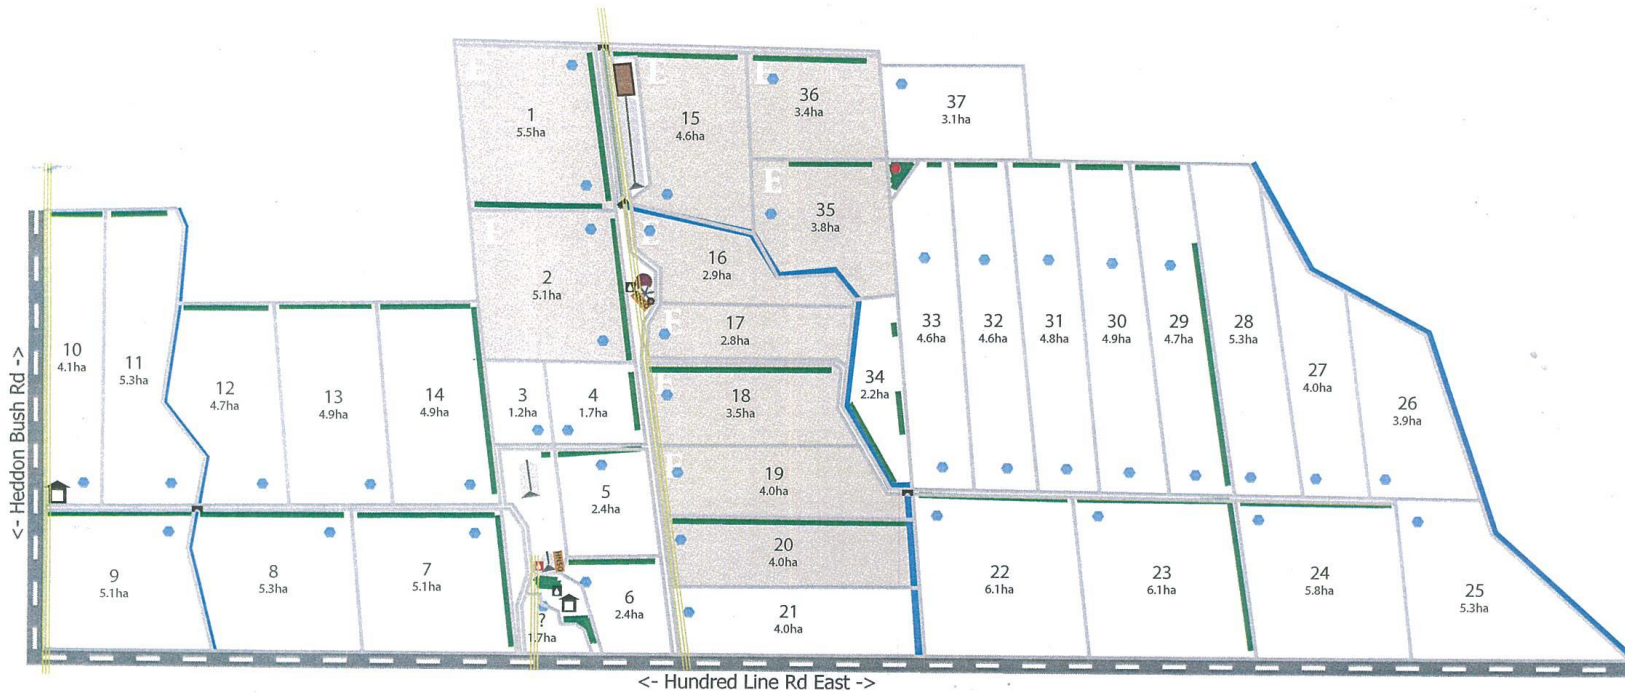 1
5.5ha
15
4.6ha
36
3.4ha
37
3.1ha
2
5.1ha
16
2.9ha
35
3.8ha
17
2.8ha
10
4.1ha
11
5.3ha
12
4.7ha
13
4.9ha
14
4.9ha
3
1.2ha
4
1.7ha
18
3.5ha
34
2.2ha
33
4.6ha
32
4.6ha
31
4.8ha
30
4.9ha
29
4.7ha
28
5.3ha
27
4.0ha
26
3.9ha
5
2.4ha
19
4.0ha
20
4.0ha
9
5.1ha
8
5.3ha
7
5.1ha
?
1.7ha
6
2.4ha
21
4.0ha
22
6.1ha
23
6.1ha
24
5.8ha
25
5.3ha
E
E
E
E
E
E
E
E
E
<- Heddon Bush Rd ->
<- Hundred Line Rd East ->